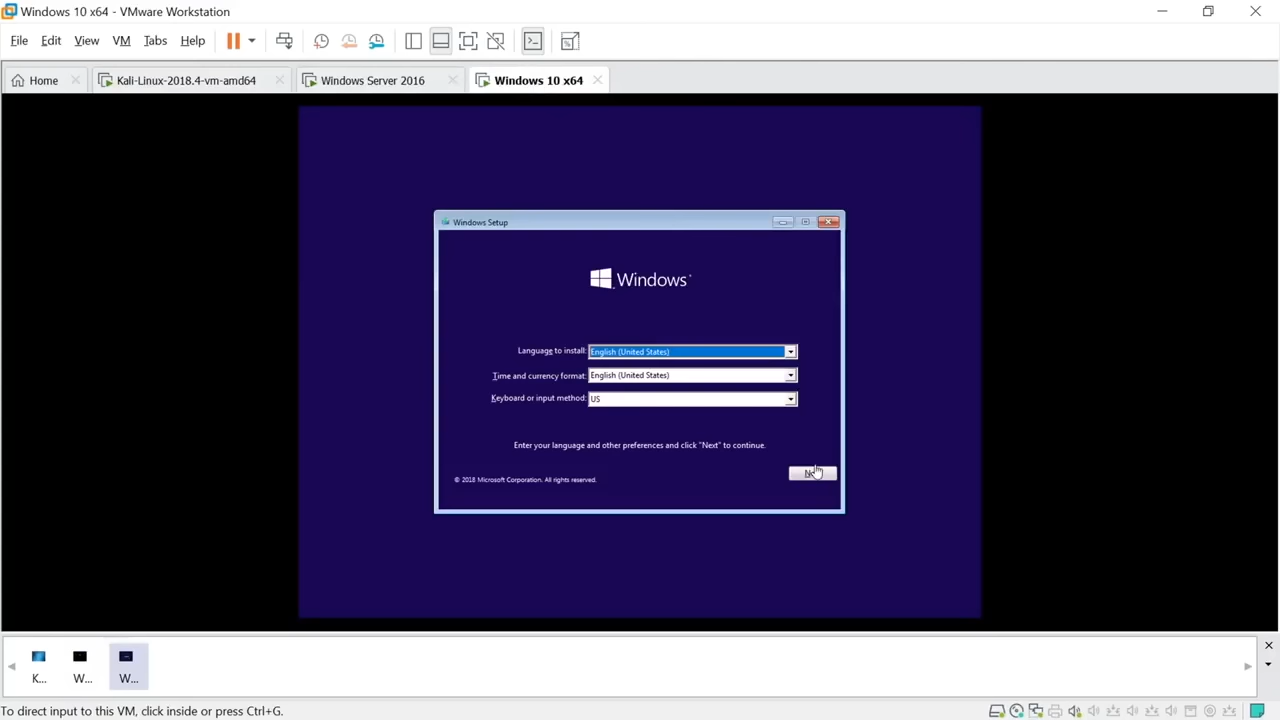 Windows 10 x64 - VMware Workstation
File Edit View VM Tabs Help
Home Kali-Linux-2018.4-vm-amd64 Windows Server 2016 Windows 10 x64
Windows Setup
Windows
Language to install: English (United States)
Time and currency format: English (United States)
Keyboard or input method: US
Enter your language and other preferences and click "Next" to continue.
© 2018 Microsoft Corporation. All rights reserved.
K... W... W...
To direct input to this VM, click inside or press Ctrl+G.